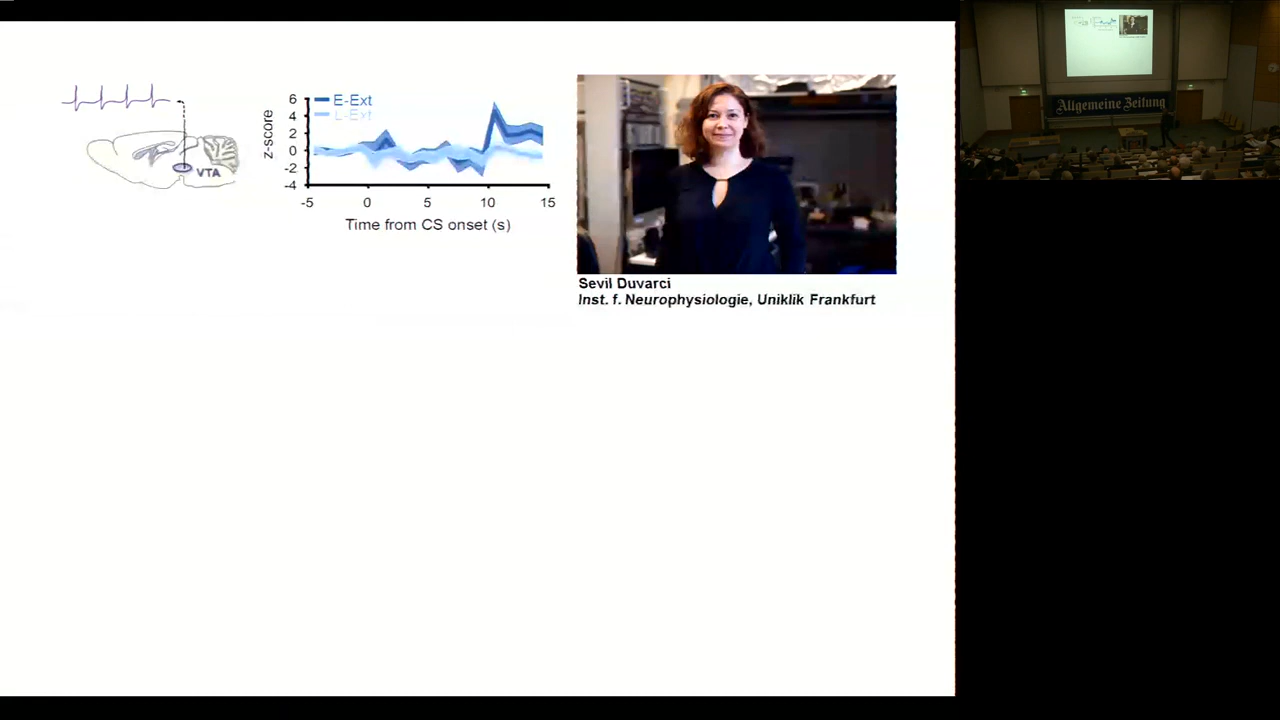 VTA
z-score
6
4
2
0
-2
-4
E-Ext
L-Ext
-5 0 5 10 15
Time from CS onset (s)
Sevil Duvarci
Inst. f. Neurophysiologie, Uniklik Frankfurt
Allgemeine Zeitung